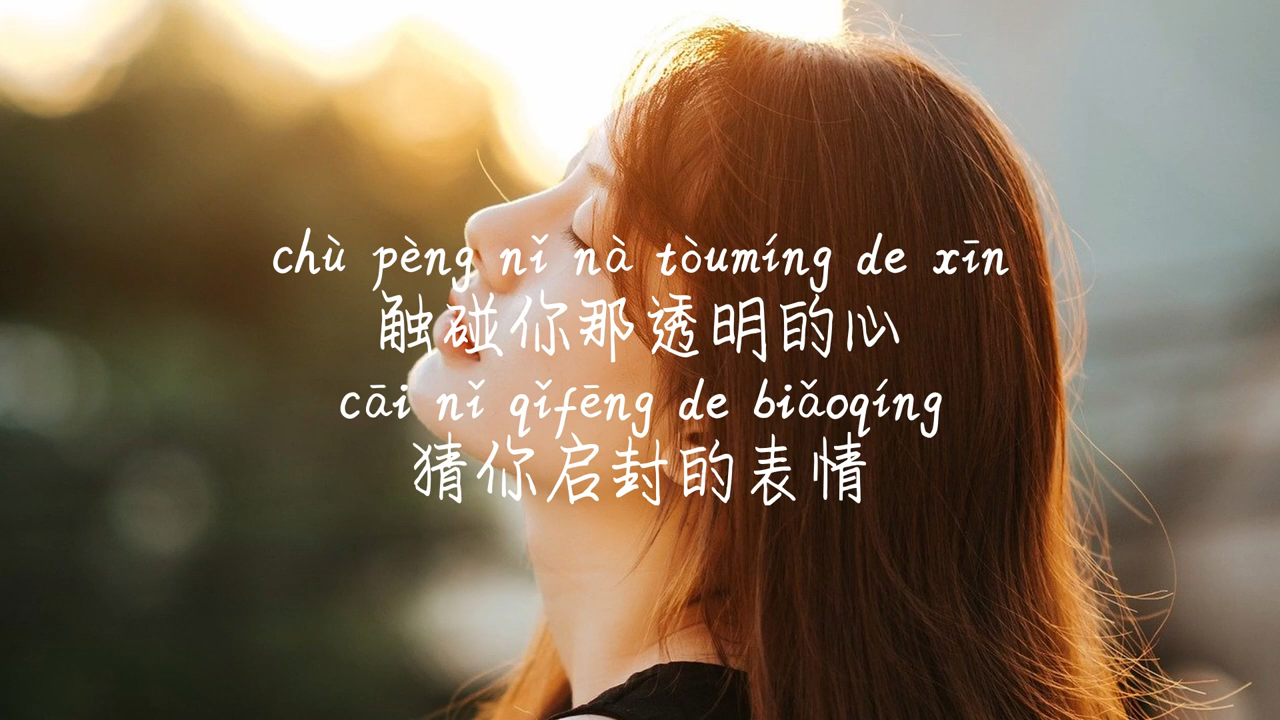 chù pèng nǐ nà tòumíng de xīn
触碰你那透明的心
cāi nǐ qǐfēng de biǎoqíng
猜你启封的表情